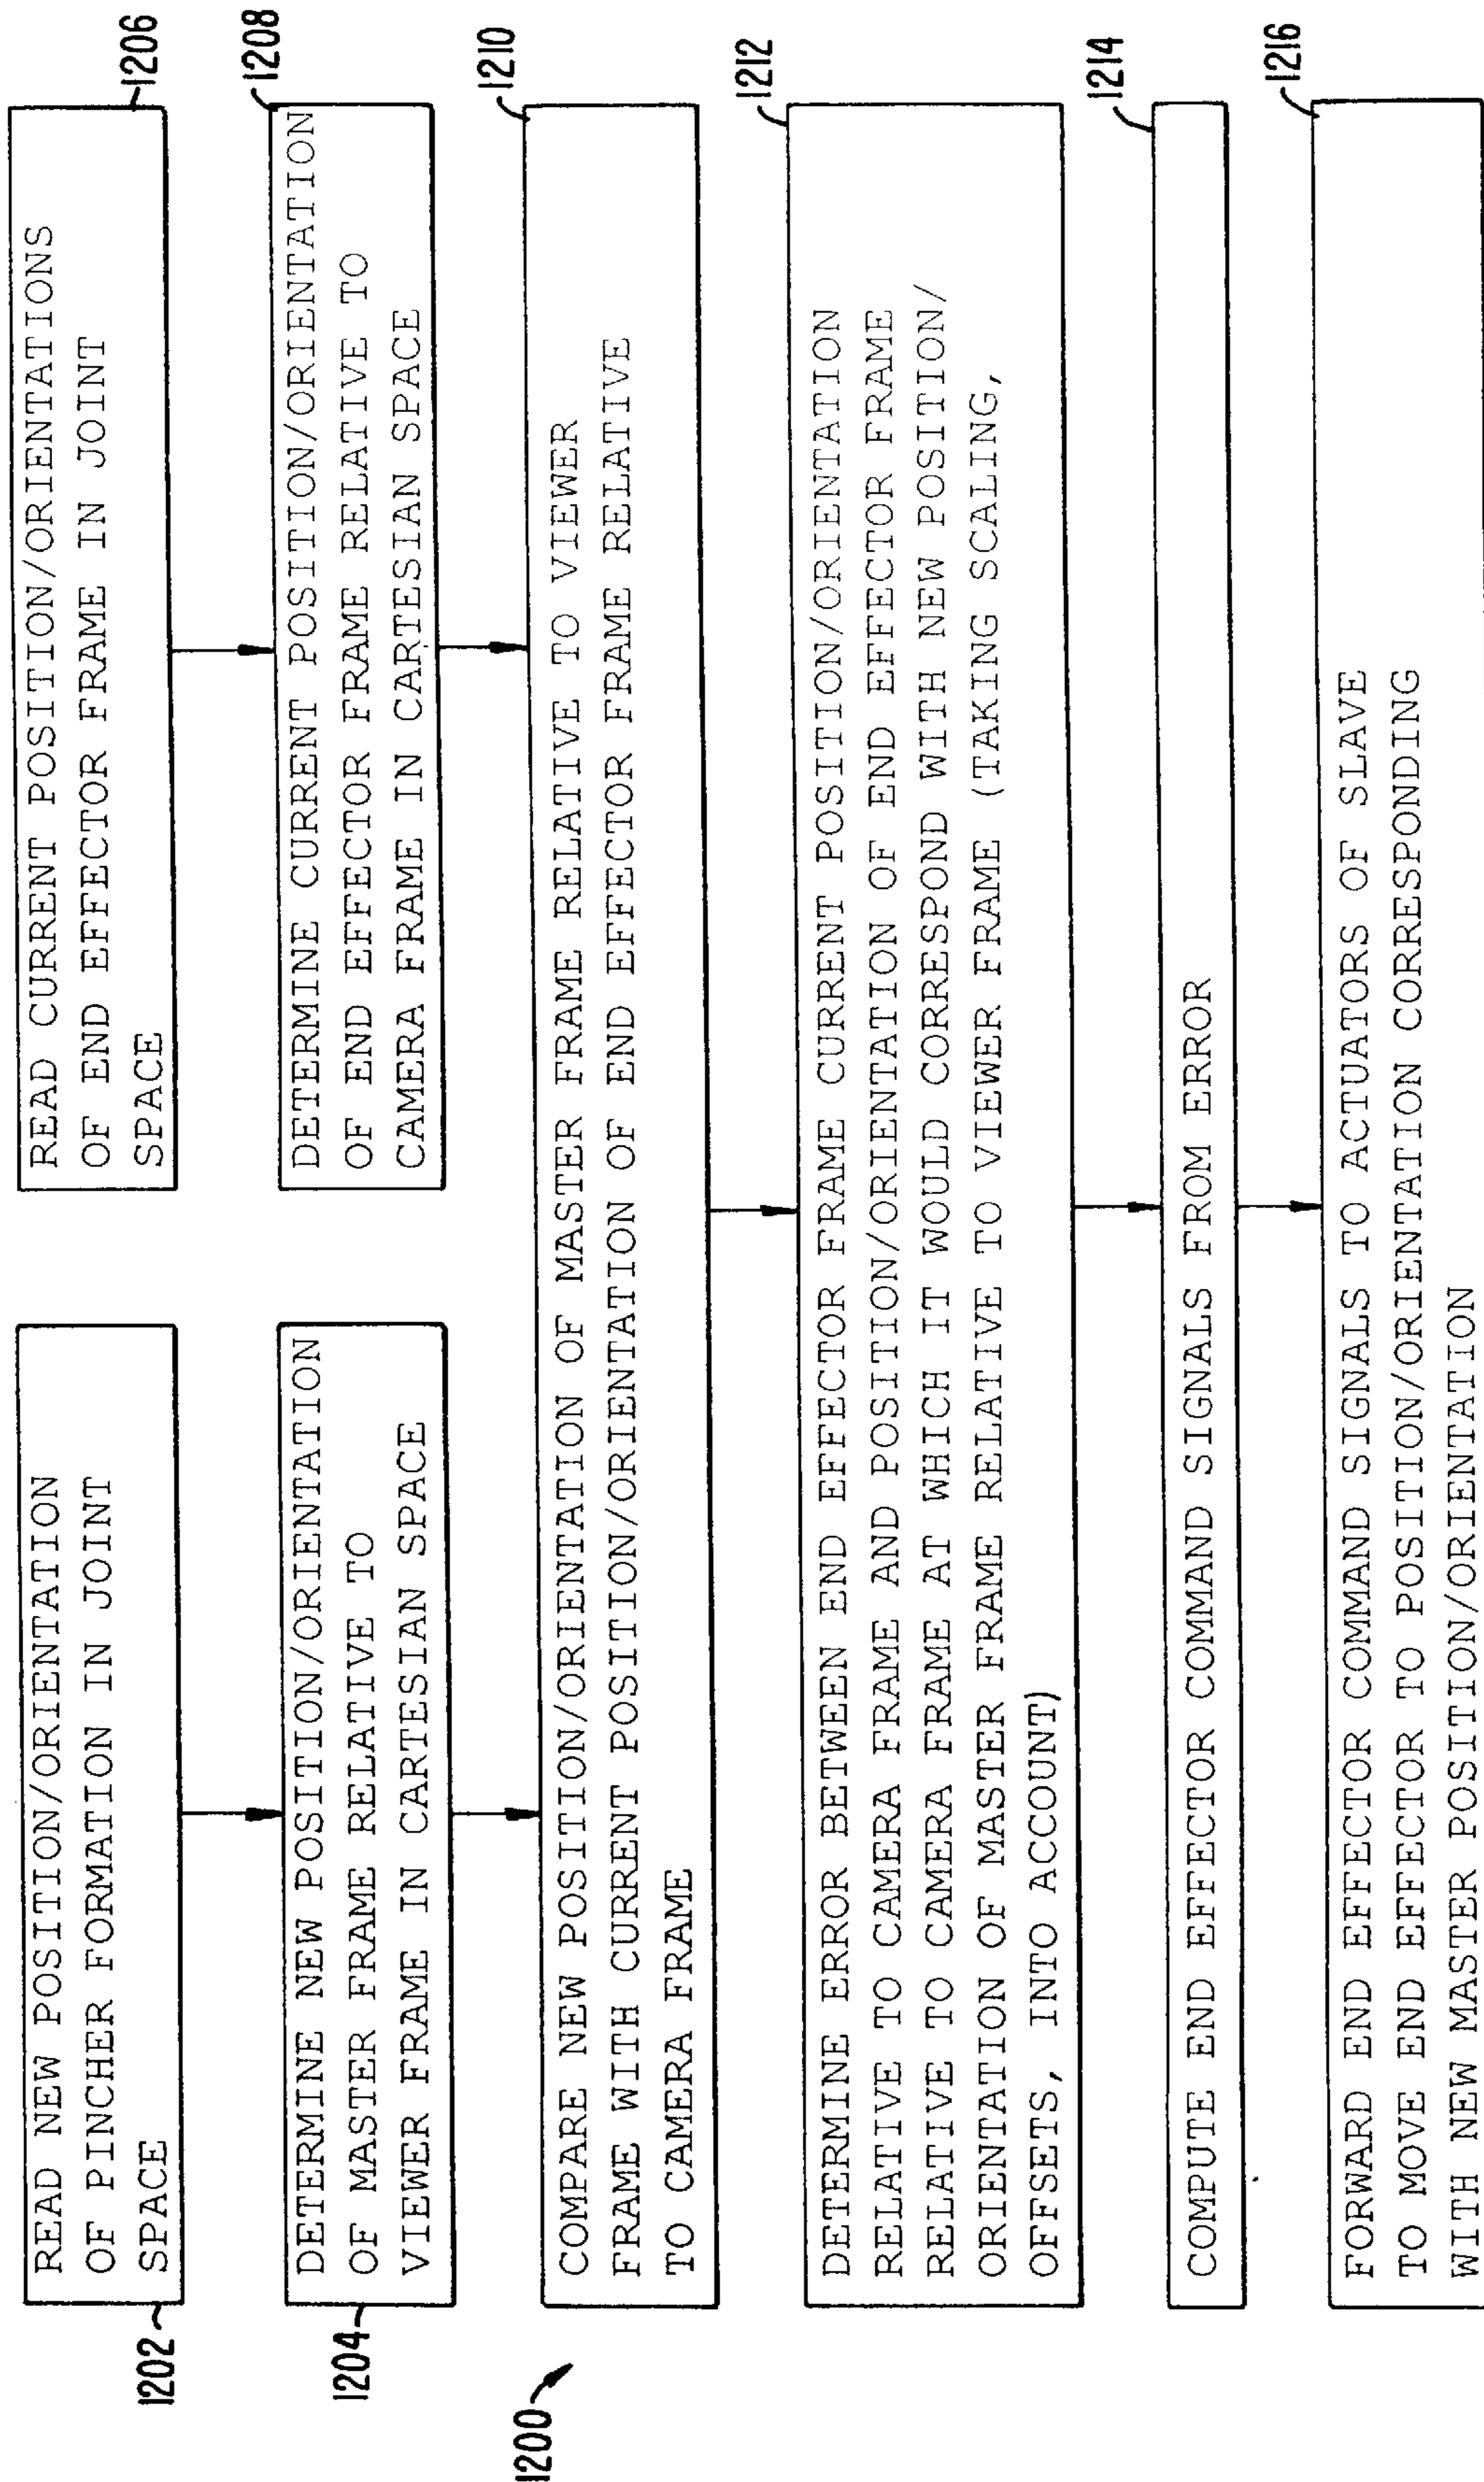 1202
READ NEW POSITION/ORIENTATION
OF PINCHER FORMATION IN JOINT
SPACE
1206
READ CURRENT POSITION/ORIENTATIONS
OF END EFFECTOR FRAME IN JOINT
SPACE
1204
DETERMINE NEW POSITION/ORIENTATION
OF MASTER FRAME RELATIVE TO
VIEWER FRAME IN CARTESIAN SPACE
1208
DETERMINE CURRENT POSITION/ORIENTATION
OF END EFFECTOR FRAME RELATIVE TO
CAMERA FRAME IN CARTESIAN SPACE
1200
1210
COMPARE NEW POSITION/ORIENTATION OF MASTER FRAME RELATIVE TO VIEWER
FRAME WITH CURRENT POSITION/ORIENTATION OF END EFFECTOR FRAME RELATIVE
TO CAMERA FRAME
1212
DETERMINE ERROR BETWEEN END EFFECTOR FRAME CURRENT POSITION/ORIENTATION
RELATIVE TO CAMERA FRAME AND POSITION/ORIENTATION OF END EFFECTOR FRAME
RELATIVE TO CAMERA FRAME AT WHICH IT WOULD CORRESPOND WITH NEW POSITION/
ORIENTATION OF MASTER FRAME RELATIVE TO VIEWER FRAME (TAKING SCALING,
OFFSETS, INTO ACCOUNT)
1214
COMPUTE END EFFECTOR COMMAND SIGNALS FROM ERROR
1216
FORWARD END EFFECTOR COMMAND SIGNALS TO ACTUATORS OF SLAVE
TO MOVE END EFFECTOR TO POSITION/ORIENTATION CORRESPONDING
WITH NEW MASTER POSITION/ORIENTATION